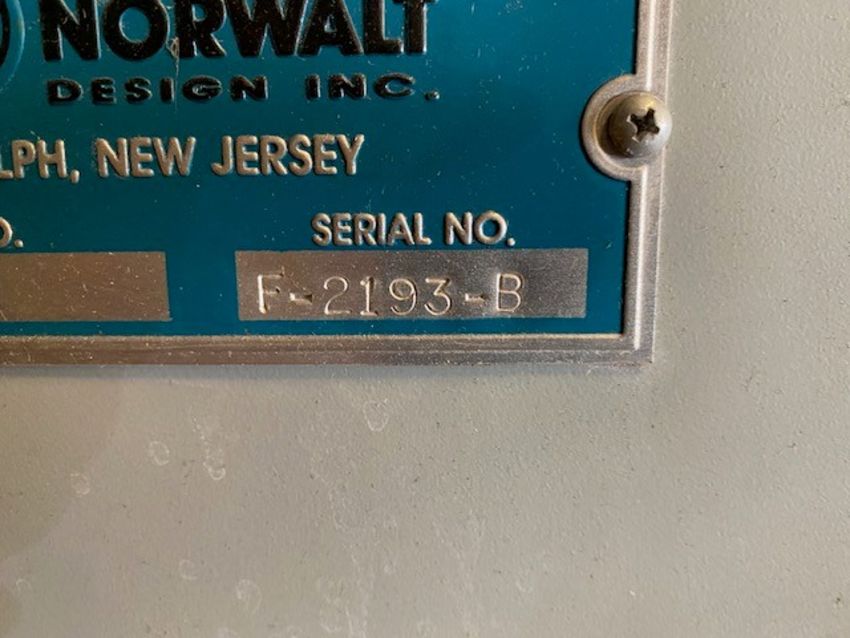 NORWALT
DESIGN INC.
LPH, NEW JERSEY
O.
SERIAL NO.
F-2193-B